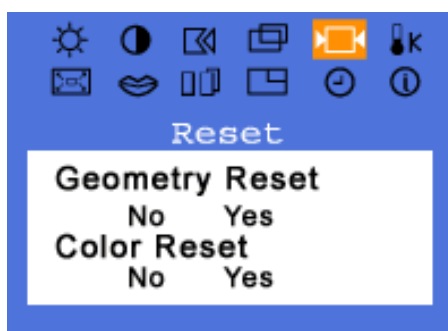 K
Reset
Geometry Reset
No Yes
Color Reset
No Yes